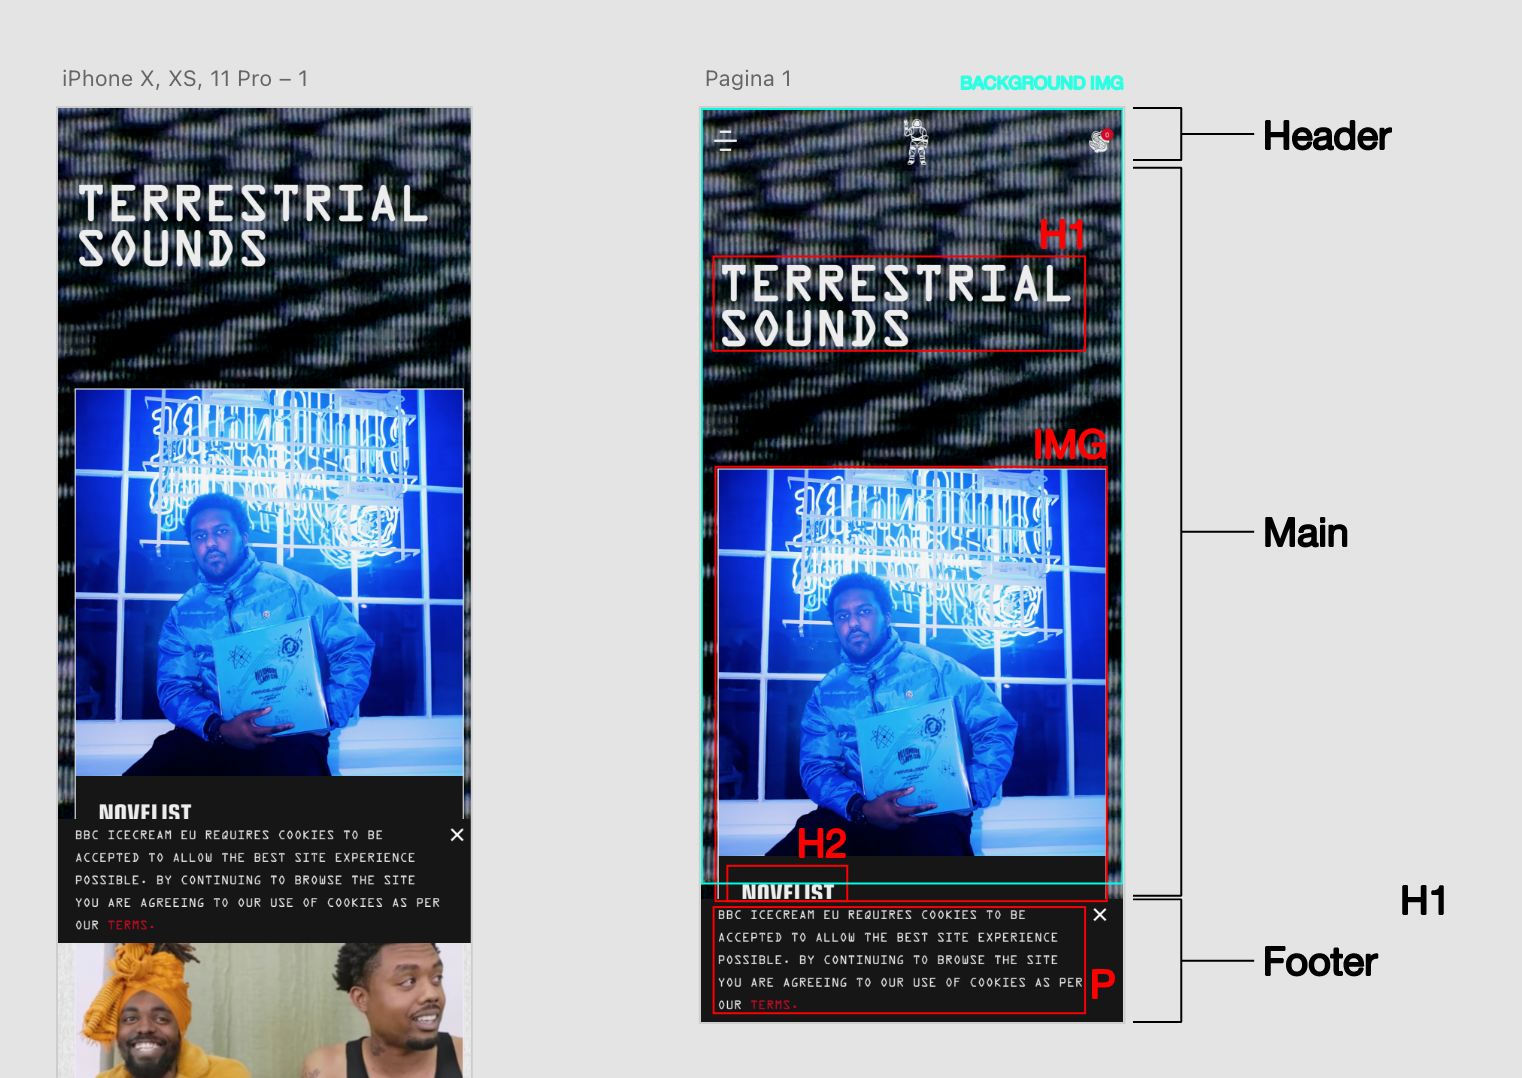 iPhone X, XS, 11 Pro – 1
TERRESTRIAL
SOUNDS
NOVELIST
BBC ICECREAM EU REQUIRES COOKIES TO BE
ACCEPTED TO ALLOW THE BEST SITE EXPERIENCE
POSSIBLE. BY CONTINUING TO BROWSE THE SITE
YOU ARE AGREEING TO OUR USE OF COOKIES AS PER
OUR TERMS.
Pagina 1
BACKGROUND IMG
0
H1
TERRESTRIAL
SOUNDS
IMG
H2
NOVELIST
BBC ICECREAM EU REQUIRES COOKIES TO BE
ACCEPTED TO ALLOW THE BEST SITE EXPERIENCE
POSSIBLE. BY CONTINUING TO BROWSE THE SITE
YOU ARE AGREEING TO OUR USE OF COOKIES AS PER
OUR TERMS.
P
Header
Main
H1
Footer